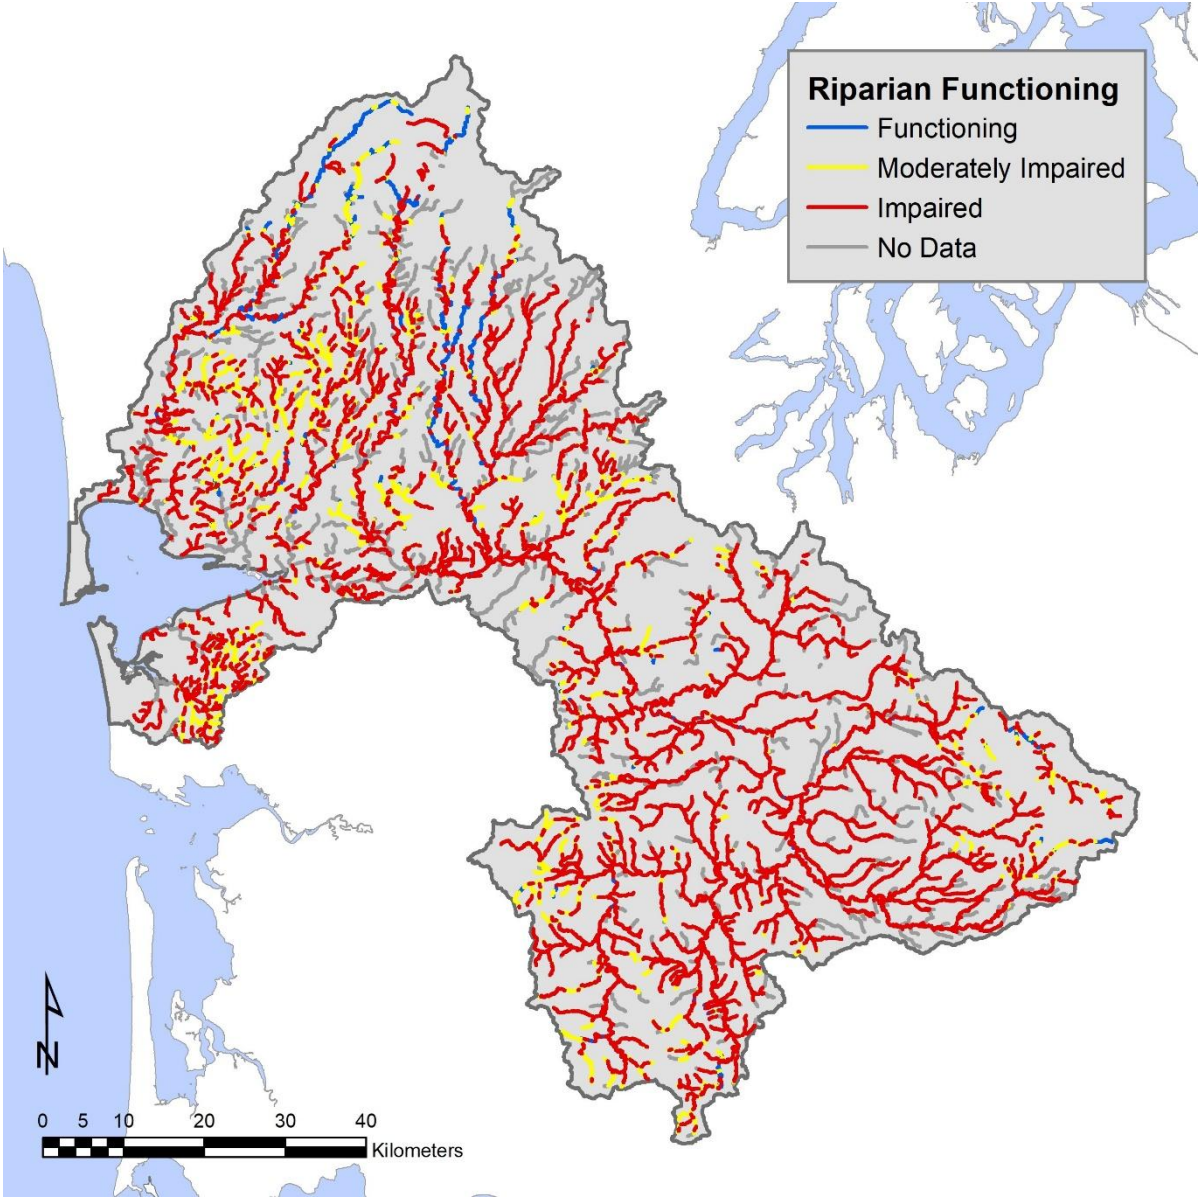 Riparian Functioning
Functioning
Moderately Impaired
Impaired
No Data
N
0 5 10 20 30 40
Kilometers